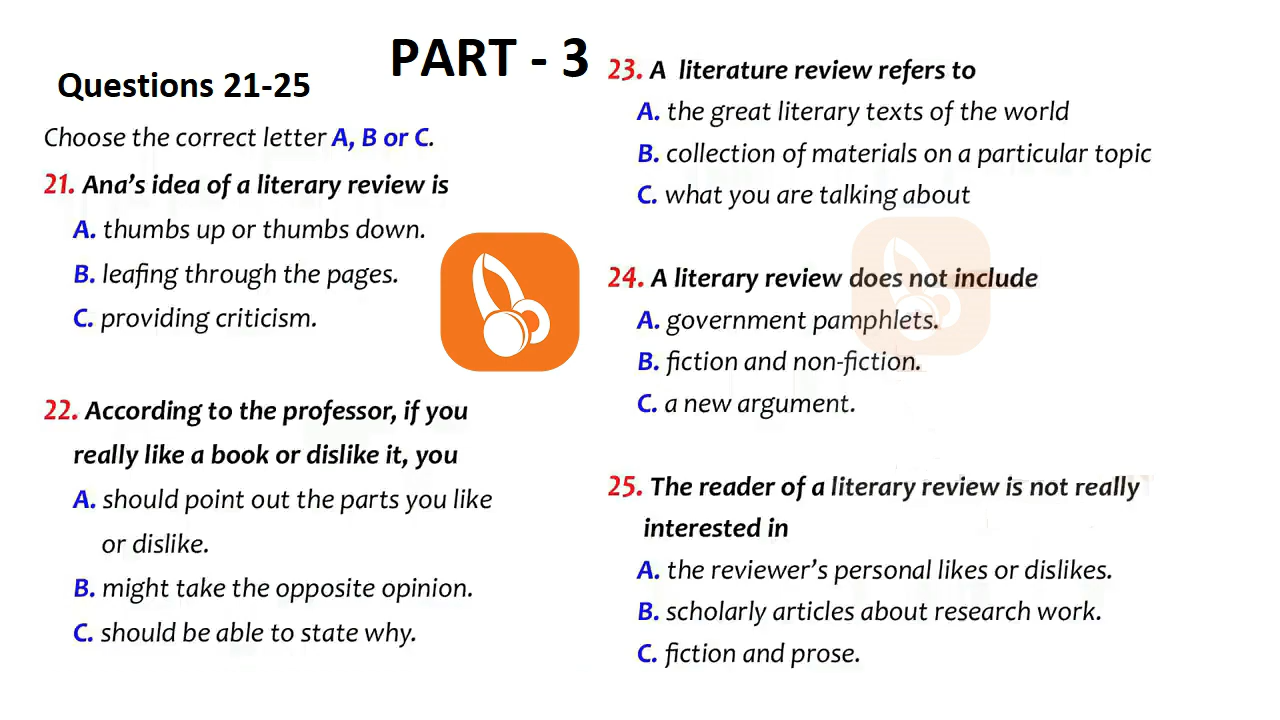 PART - 3
Questions 21-25
Choose the correct letter A, B or C.
21. Ana's idea of a literary review is
A. thumbs up or thumbs down.
B. leafing through the pages.
C. providing criticism.
22. According to the professor, if you
really like a book or dislike it, you
A. should point out the parts you like
or dislike.
B. might take the opposite opinion.
C. should be able to state why.
23. A literature review refers to
A. the great literary texts of the world
B. collection of materials on a particular topic
C. what you are talking about
24. A literary review does not include
A. government pamphlets.
B. fiction and non-fiction.
C. a new argument.
25. The reader of a literary review is not really
interested in
A. the reviewer's personal likes or dislikes.
B. scholarly articles about research work.
C. fiction and prose.